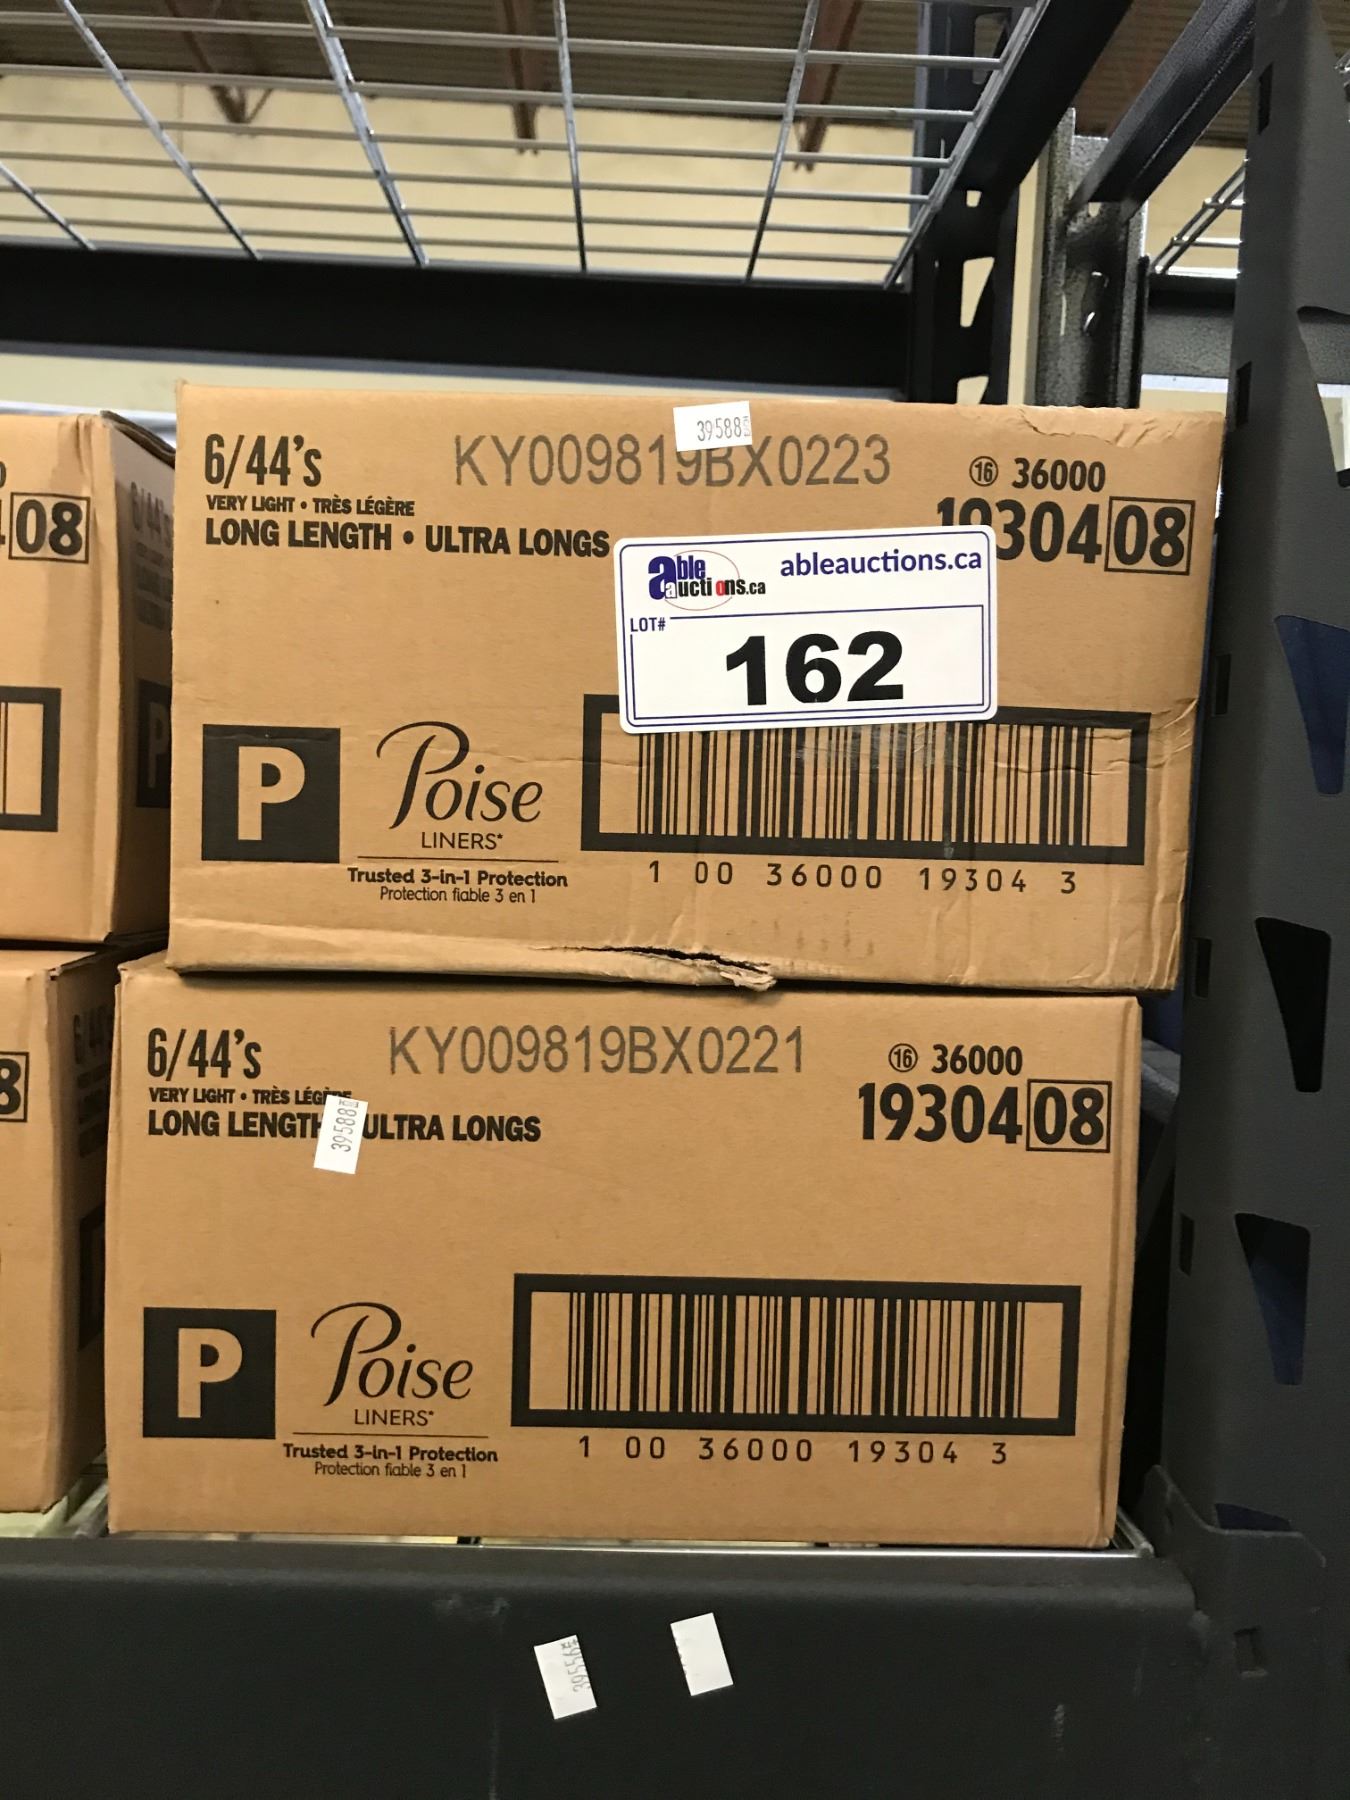 39588
6/44's
KY009819BX0223
16 36000
VERY LIGHT • TRÈS LÉGÈRE
LONG LENGTH • ULTRA LONGS
19304 08
able auctions.ca
ableauctions.ca
LOT#
162
P
Poise
LINERS*
Trusted 3-in-1 Protection
Protection fiable 3 en 1
1 00 36000 19304 3
08
6/44's
KY009819BX0221
16 36000
VERY LIGHT • TRÈS LÉGÈRE
LONG LENGTH ULTRA LONGS
19304 08
39588
P
Poise
LINERS*
Trusted 3-in-1 Protection
Protection fiable 3 en 1
1 00 36000 19304 3
8
39556